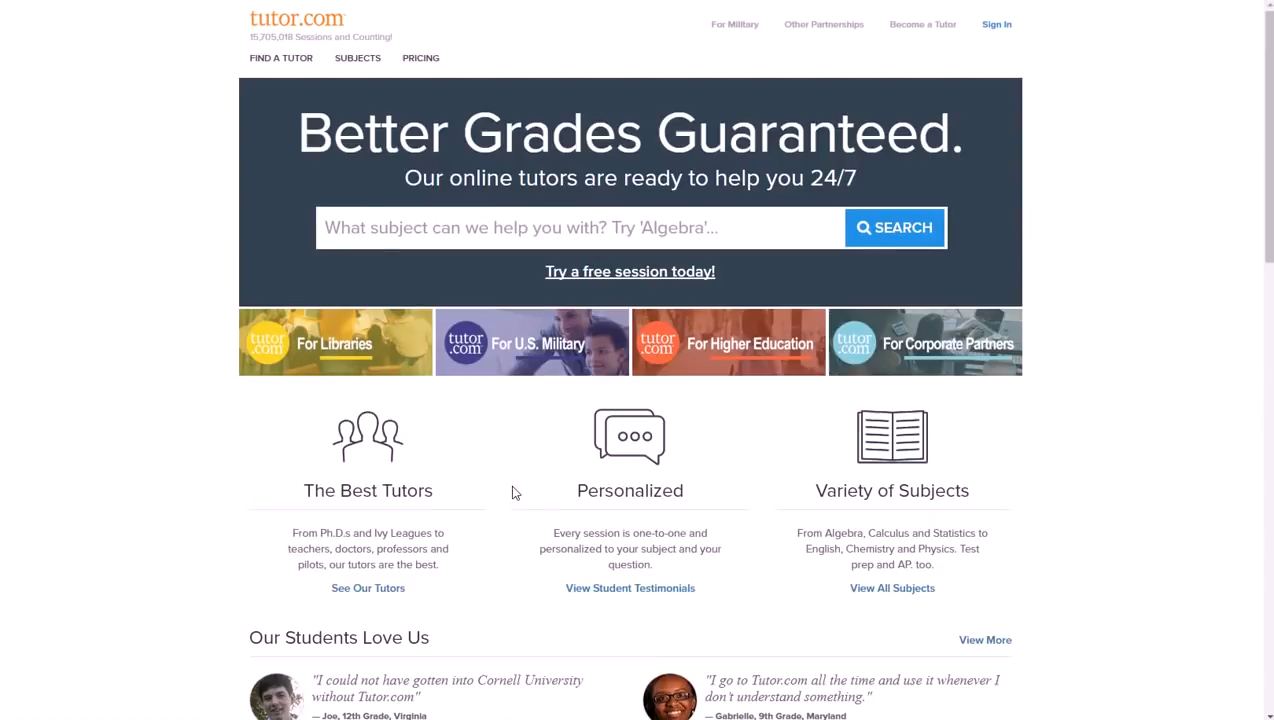 tutor.com
15,705,018 Sessions and Counting!
For Military Other Partnerships Become a Tutor Sign In
FIND A TUTOR SUBJECTS PRICING
Better Grades Guaranteed.
Our online tutors are ready to help you 24/7
What subject can we help you with? Try 'Algebra'...
SEARCH
Try a free session today!
tutor
.com
For Libraries
tutor
.com
For U.S. Military
tutor
.com
For Higher Education
tutor
.com
For Corporate Partners
The Best Tutors
From Ph.D.s and Ivy Leagues to
teachers, doctors, professors and
pilots, our tutors are the best.
See Our Tutors
Personalized
Every session is one-to-one and
personalized to your subject and your
question.
View Student Testimonials
Variety of Subjects
From Algebra, Calculus and Statistics to
English, Chemistry and Physics. Test
prep and AP. too.
View All Subjects
Our Students Love Us
View More
"I could not have gotten into Cornell University
without Tutor.com"
— Joe, 12th Grade, Virginia
"I go to Tutor.com all the time and use it whenever I
don't understand something."
— Gabrielle, 9th Grade, Maryland